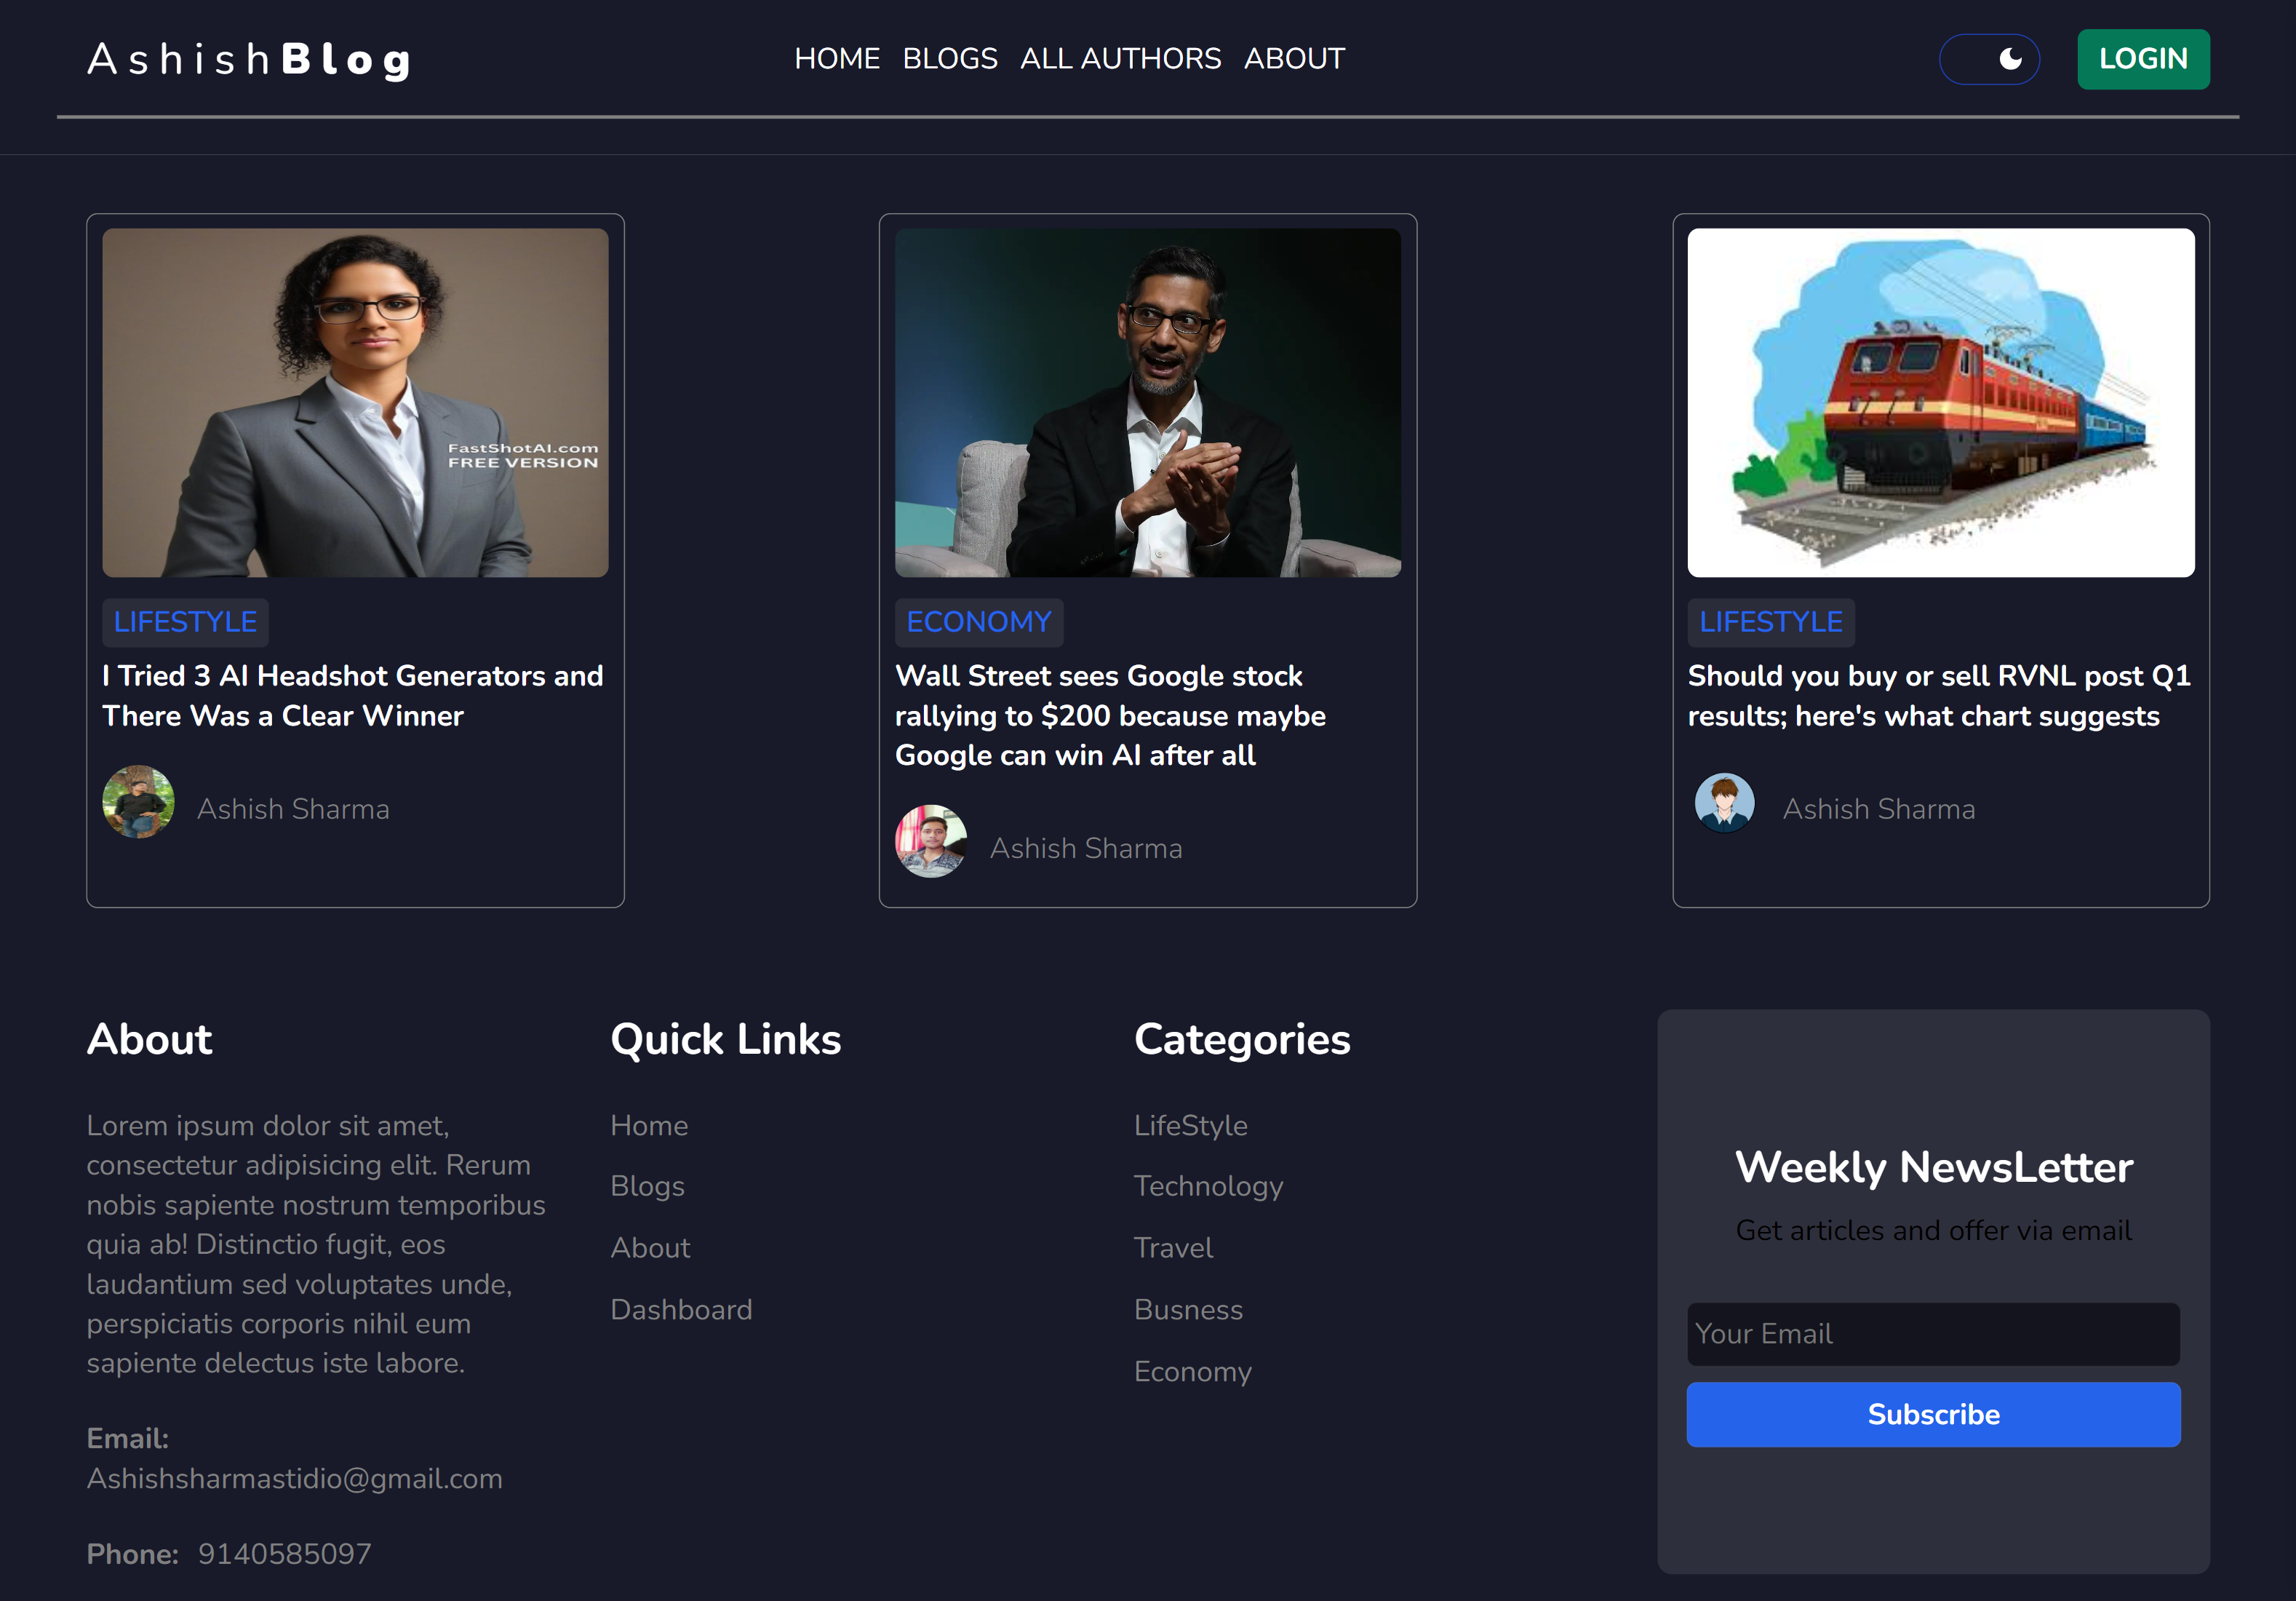 AshishBlog
HOME BLOGS ALL AUTHORS ABOUT
LOGIN
FastShotAI.com
FREE VERSION
LIFESTYLE
I Tried 3 AI Headshot Generators and
There Was a Clear Winner
Ashish Sharma
ECONOMY
Wall Street sees Google stock
rallying to $200 because maybe
Google can win AI after all
Ashish Sharma
LIFESTYLE
Should you buy or sell RVNL post Q1
results; here's what chart suggests
Ashish Sharma
About
Lorem ipsum dolor sit amet,
consectetur adipisicing elit. Rerum
nobis sapiente nostrum temporibus
quia ab! Distinctio fugit, eos
laudantium sed voluptates unde,
perspiciatis corporis nihil eum
sapiente delectus iste labore.
Email:
Ashishsharmastidio@gmail.com
Phone: 9140585097
Quick Links
Home
Blogs
About
Dashboard
Categories
LifeStyle
Technology
Travel
Busness
Economy
Weekly NewsLetter
Get articles and offer via email
Your Email
Subscribe